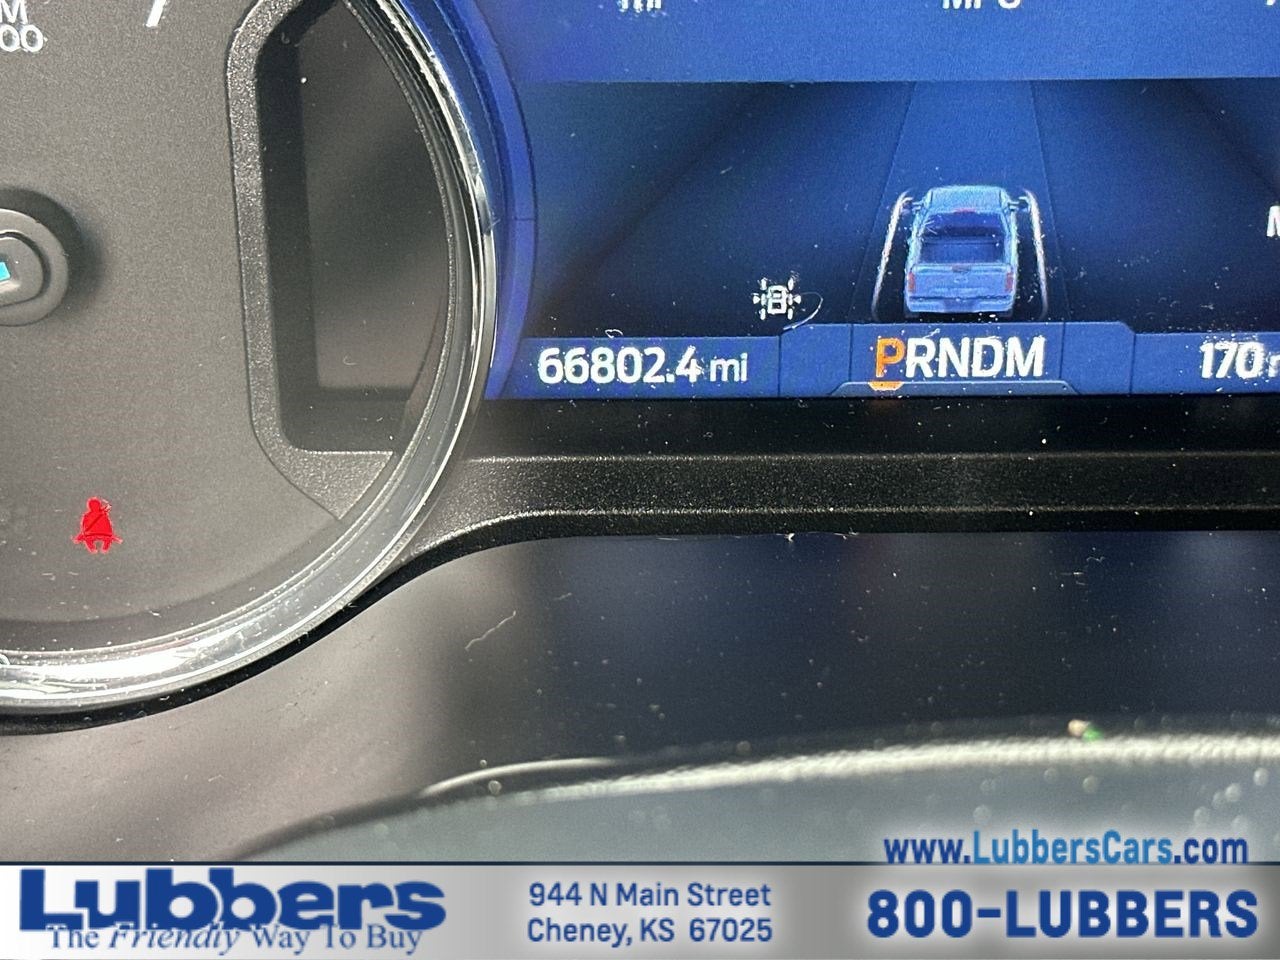 66802.4 mi
PRNDM
170
www.LubbersCars.com
Lubbers
The Friendly Way To Buy
944 N Main Street
Cheney, KS 67025
800-LUBBERS